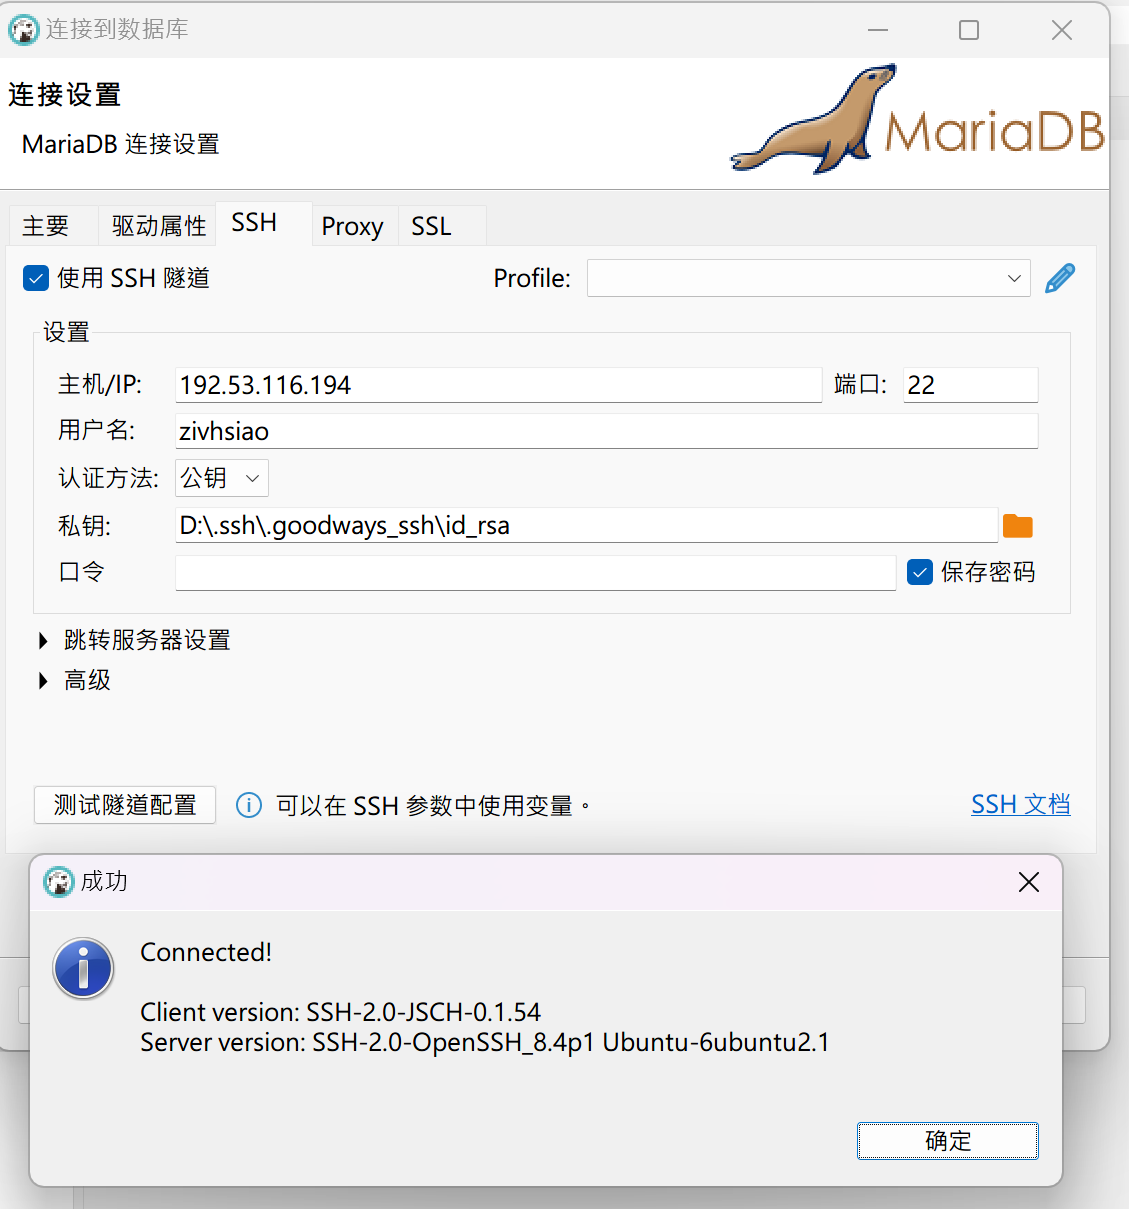 连接到数据库
连接设置
MariaDB 连接设置
MariaDB
主要 驱动属性 SSH Proxy SSL
使用 SSH 隧道 Profile:
设置
主机/IP: 192.53.116.194 端口: 22
用户名: zivhsiao
认证方法: 公钥
私钥: D:\.ssh\.goodways_ssh\id_rsa
口令 保存密码
跳转服务器设置
高级
测试隧道配置 可以在 SSH 参数中使用变量。 SSH 文档
成功
Connected!
Client version: SSH-2.0-JSCH-0.1.54
Server version: SSH-2.0-OpenSSH_8.4p1 Ubuntu-6ubuntu2.1
确定